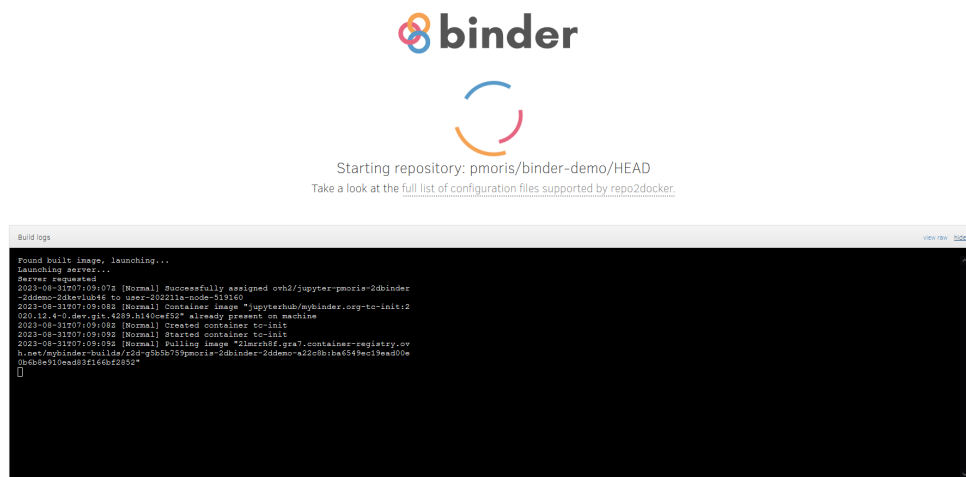 binder
Starting repository: pmoris/binder-demo/HEAD
Take a look at the full list of configuration files supported by repo2docker.
Build logs
view raw hide
Found built image, launching...
Launching server...
Server requested
2023-08-31T07:09:07Z [Normal] Successfully assigned ovh2/jupyter-pmoris-2dbinder
-2ddemo-2dkevlub46 to user-202211a-node-519160
2023-08-31T07:09:08Z [Normal] Container image "jupyterhub/mybinder.org-tc-init:2
020.12.4-0.dev.git.4289.h140cef52" already present on machine
2023-08-31T07:09:08Z [Normal] Created container tc-init
2023-08-31T07:09:09Z [Normal] Started container tc-init
2023-08-31T07:09:09Z [Normal] Pulling image "2lmrrh8f.gra7.container-registry.ov
h.net/mybinder-builds/r2d-g5b5b759pmoris-2dbinder-2ddemo-a22c8b:ba6549ec19ead00e
0b6b8e910ead83f166bf2852"